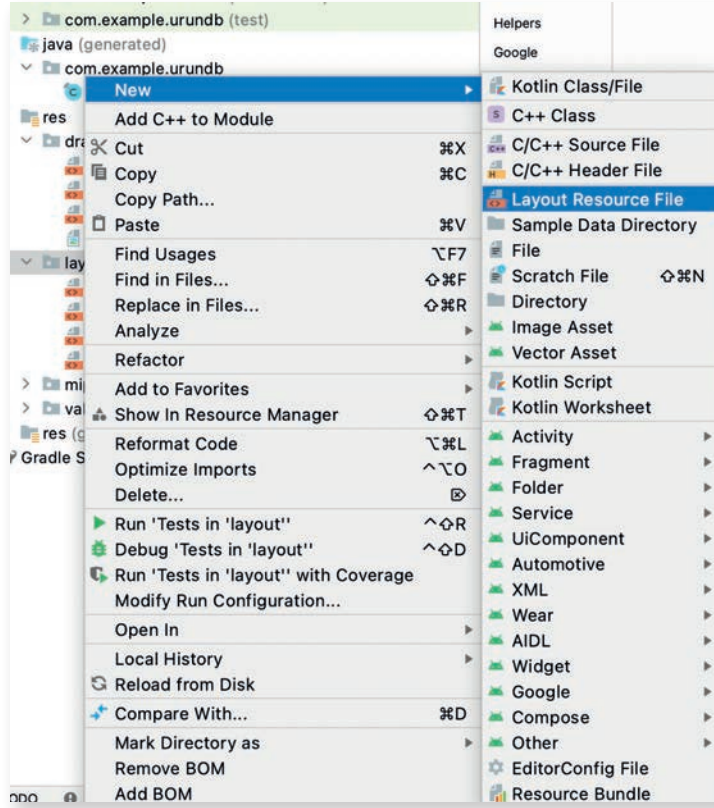 com.example.urundb (test)
java (generated)
com.example.urundb
res
lay
res
Gradle S
New
Add C++ to Module
Cut ⌘X
Copy ⌘C
Copy Path...
Paste ⌘V
Find Usages ⌥F7
Find in Files... ⇧⌘F
Replace in Files... ⇧⌘R
Analyze
Refactor
Add to Favorites
Show In Resource Manager ⇧⌘T
Reformat Code ⌥⌘L
Optimize Imports ^⌥O
Delete... ⌦
Run 'Tests in 'layout'' ^⇧R
Debug 'Tests in 'layout'' ^⇧D
Run 'Tests in 'layout'' with Coverage
Modify Run Configuration...
Open In
Local History
Reload from Disk
Compare With... ⌘D
Mark Directory as
Remove BOM
Add BOM
Helpers
Google
Kotlin Class/File
C++ Class
C/C++ Source File
C/C++ Header File
Layout Resource File
Sample Data Directory
File
Scratch File ⇧⌘N
Directory
Image Asset
Vector Asset
Kotlin Script
Kotlin Worksheet
Activity
Fragment
Folder
Service
UiComponent
Automotive
XML
Wear
AIDL
Widget
Google
Compose
Other
EditorConfig File
Resource Bundle